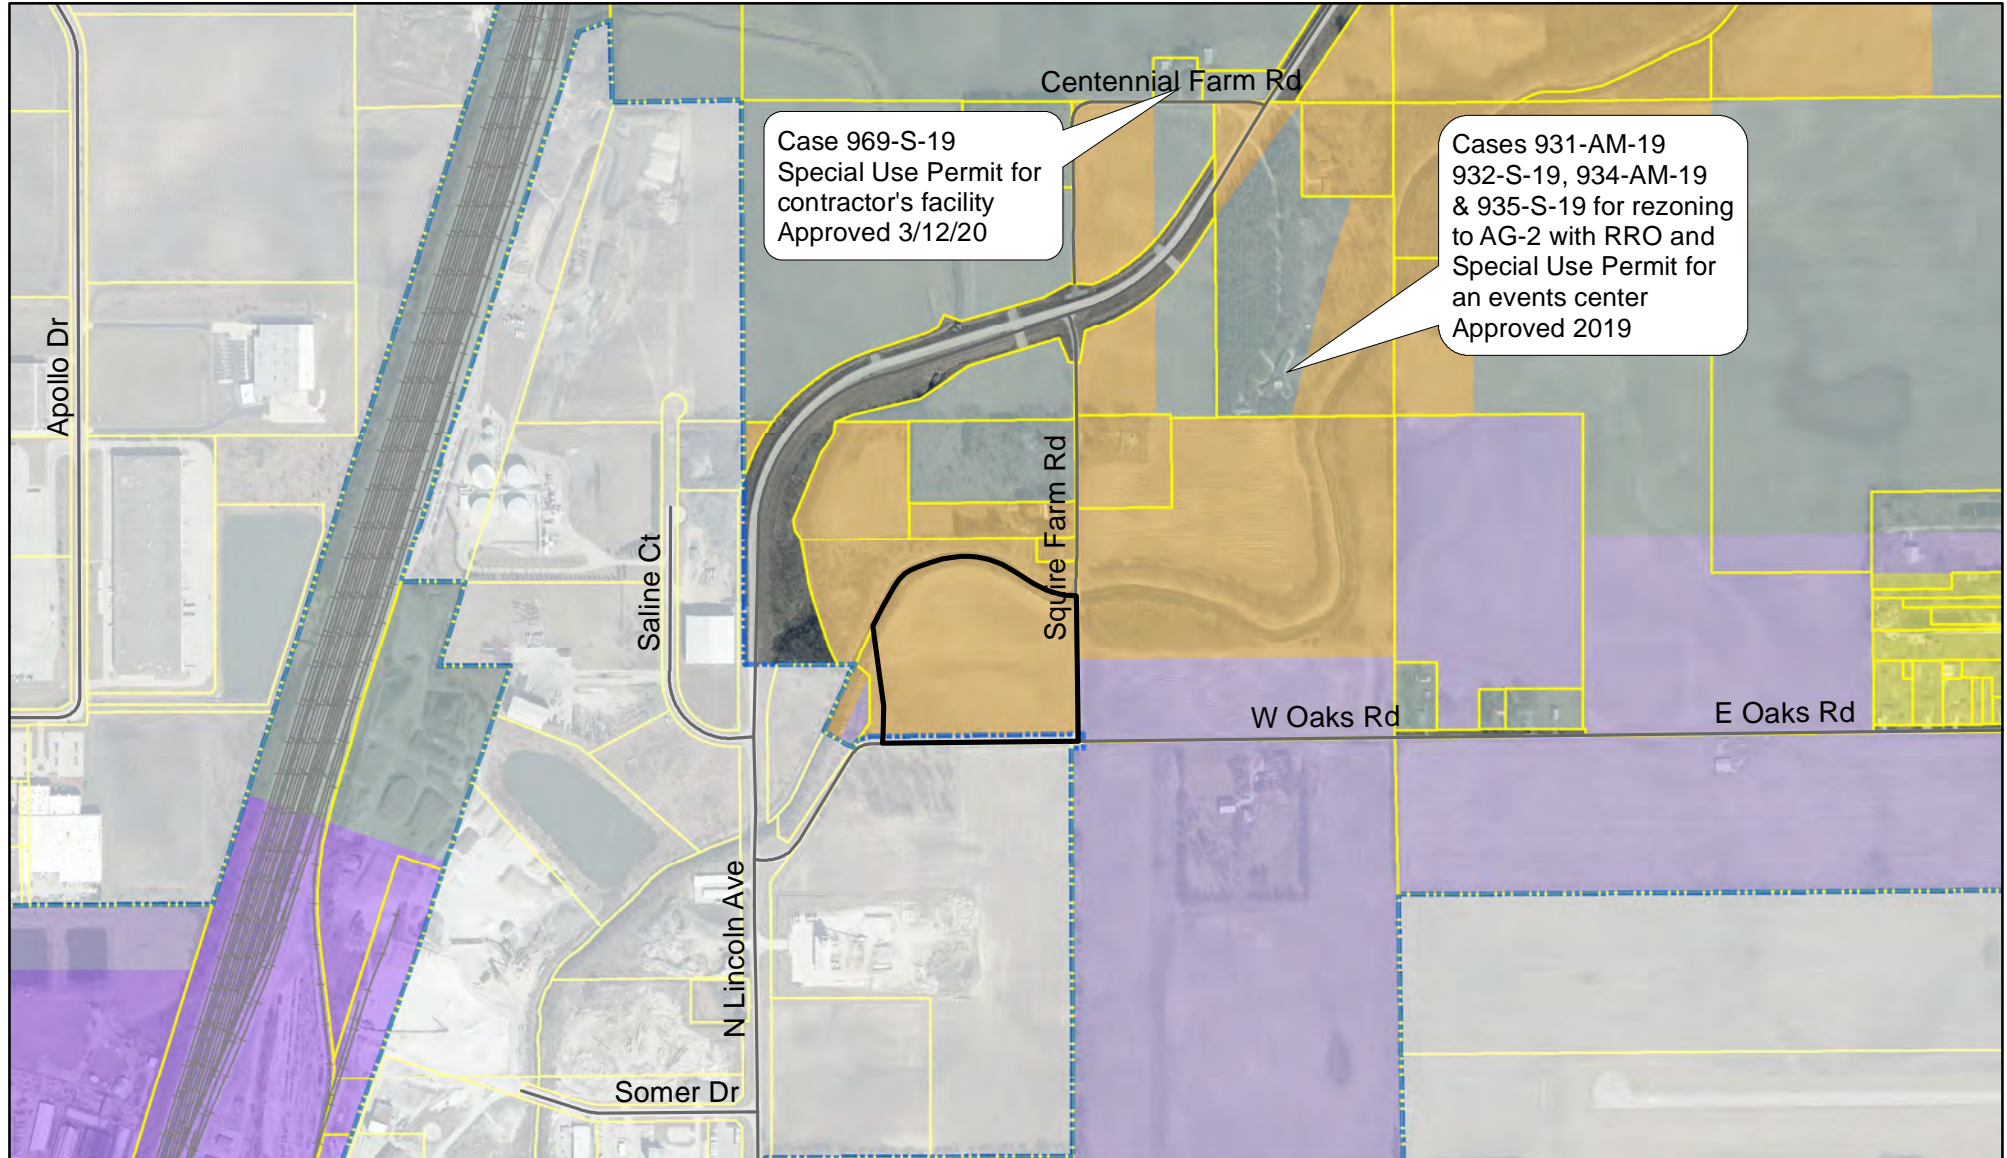 Centennial Farm Rd
Case 969-S-19
Special Use Permit for
contractor's facility
Approved 3/12/20
Cases 931-AM-19
932-S-19, 934-AM-19
& 935-S-19 for rezoning
to AG-2 with RRO and
Special Use Permit for
an events center
Approved 2019
Apollo Dr
Squire Farm Rd
Saline Ct
W Oaks Rd
E Oaks Rd
N Lincoln Ave
Somer Dr